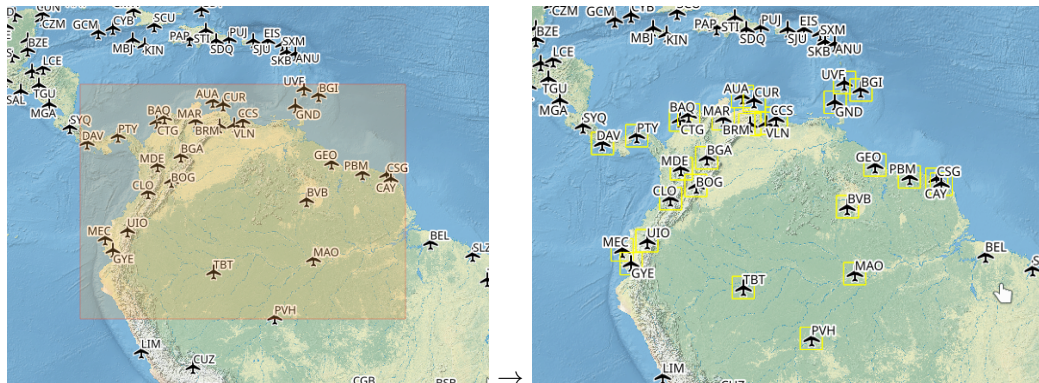 GUN
SCU
GCM
CYB
CZM
PUJ
EIS
MBJ
KIN
PAP
STI
SDQ
SJU
SXM
BZE
SKB
ANU
LCE
TGU
SAL
MGA
UVF
BGI
AUA
CUR
GND
SYQ
BAQ
MAR
CCS
DAV
PTY
CTG
BRM
VLN
MDE
BGA
GEO
PBM
CSG
CLO
BOG
CAY
BVB
MEC
UIO
BEL
GYE
SLZ
TBT
MAO
PVH
LIM
CUZ
CGB
BSB
→
CZM
GCM
CYB
SCU
PAP
PUJ
EIS
BZE
MBJ
KIN
STI
SDQ
SJU
SXM
SKB
ANU
LCE
TGU
MGA
UVF
BGI
AUA
CUR
GND
SYQ
BAQ
MAR
CCS
DAV
PTY
CTG
BRM
VLN
MDE
BGA
GEO
PBM
CSG
CLO
BOG
CAY
BVB
MEC
UIO
BEL
GYE
TBT
MAO
PVH
LIM
CUZ